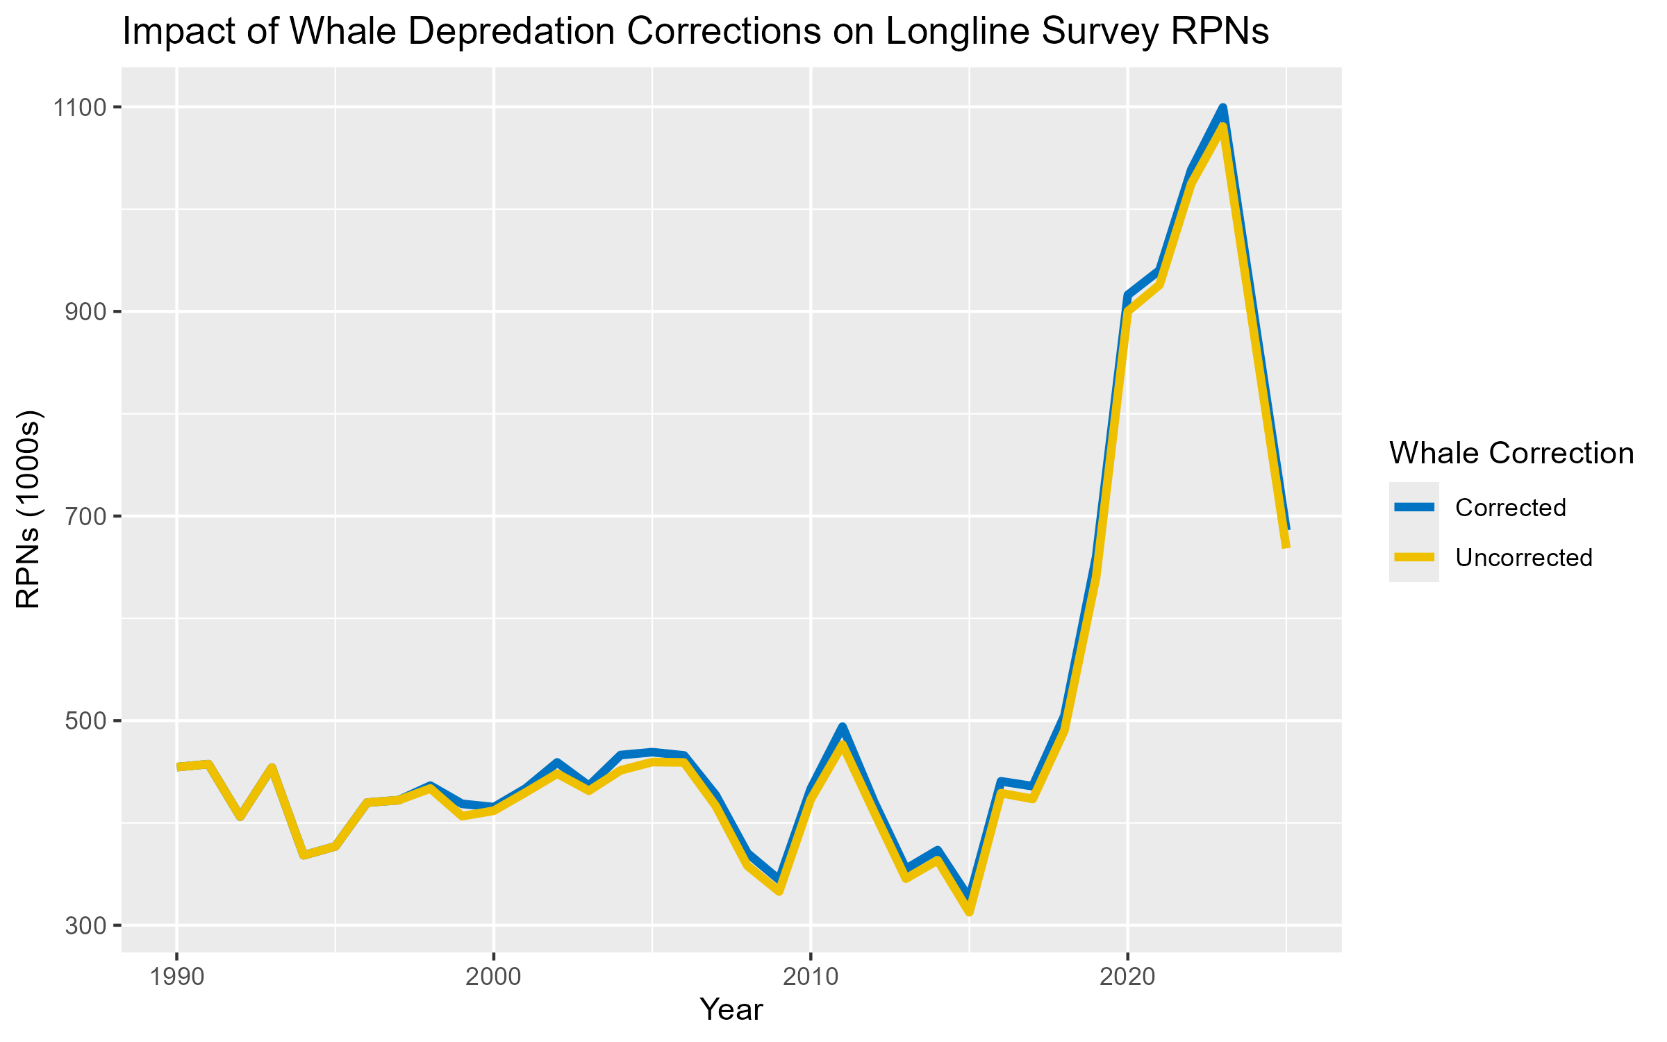 Impact of Whale Depredation Corrections on Longline Survey RPNs
1100
900
700
500
300
RPNs (1000s)
1990 2000 2010 2020
Year
Whale Correction
Corrected
Uncorrected